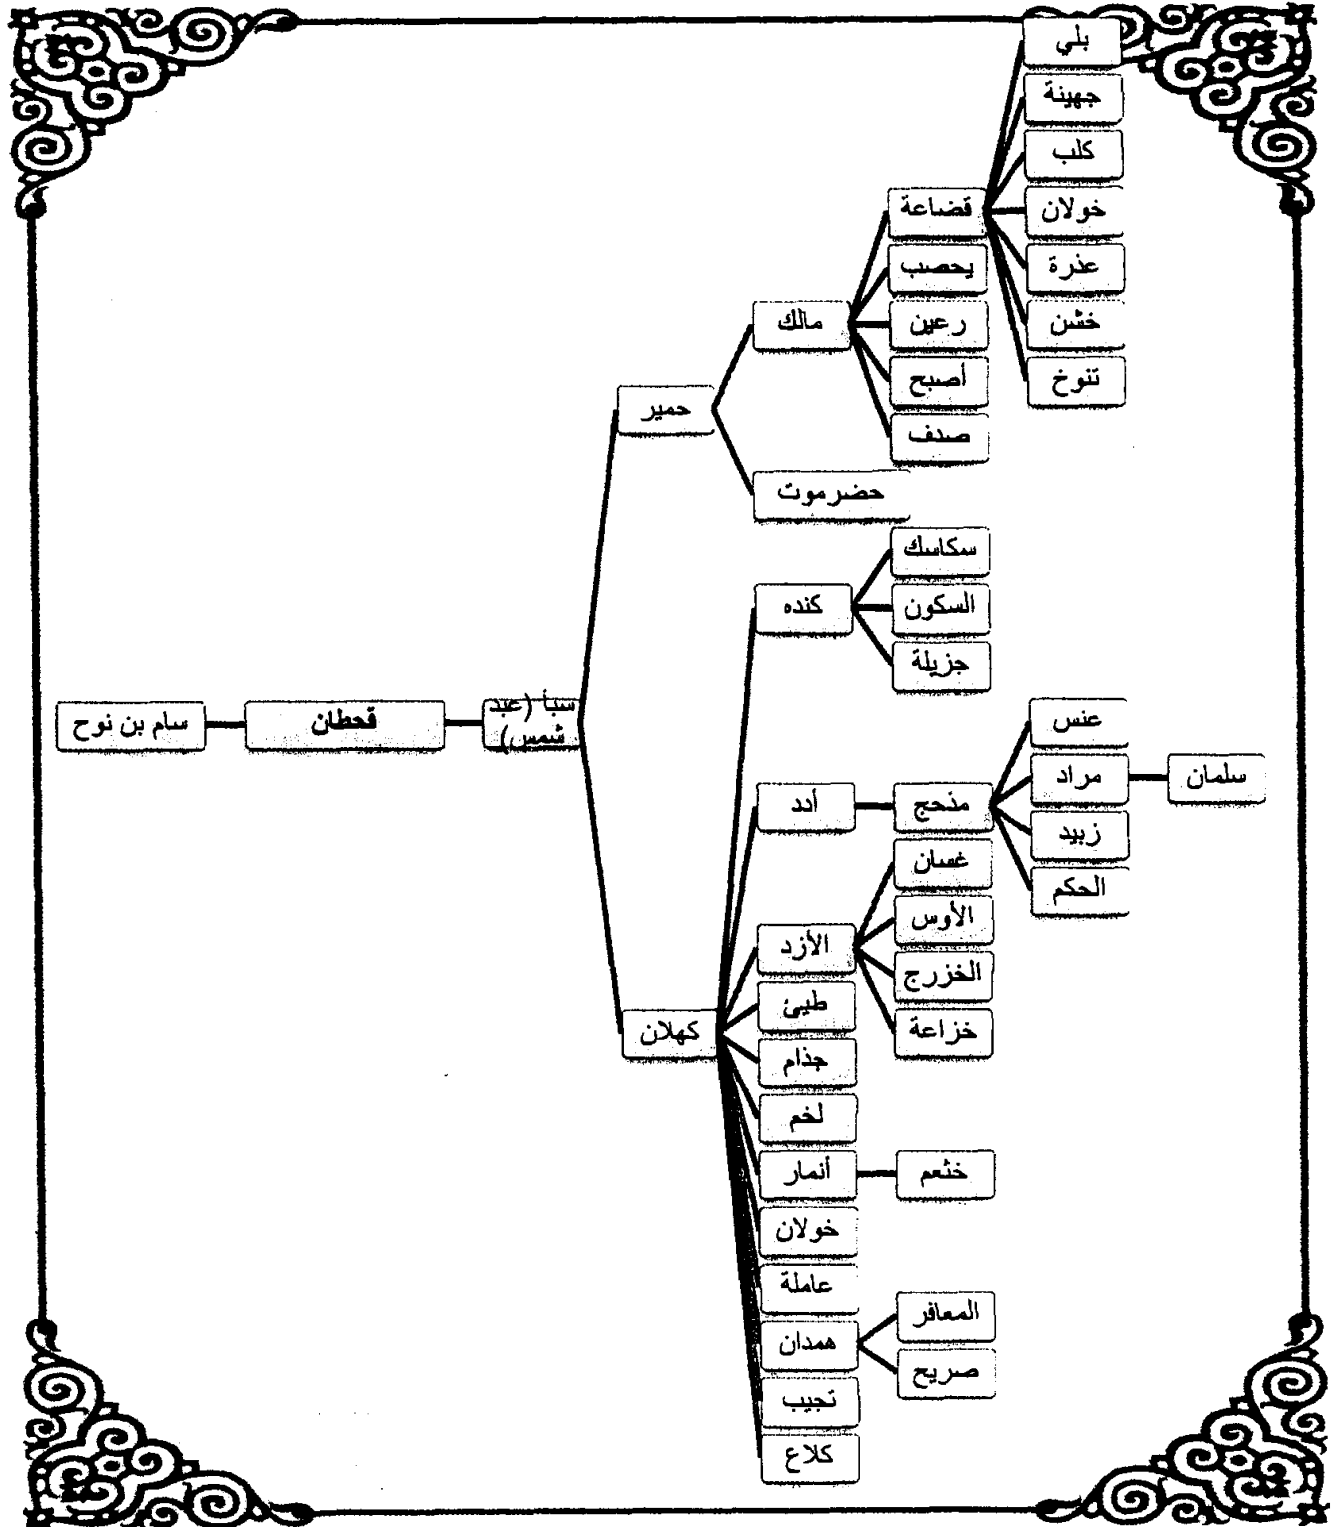 سام بن نوح
قحطان
سبأ (عبد
شمس)
حمير
مالك
قضاعة
بلي
جهينة
كلب
خولان
عذرة
خشن
تنوخ
يحصب
رعين
أصبح
صدف
حضرموت
كهلان
كنده
سكاسك
السكون
جزيلة
أدد
مذحج
عنس
مراد
سلمان
زبيد
الحكم
الأزد
غسان
الأوس
الخزرج
خزاعة
طيئ
جذام
لخم
أنمار
خثعم
خولان
عاملة
همدان
المعافر
صريح
تجيب
كلاع